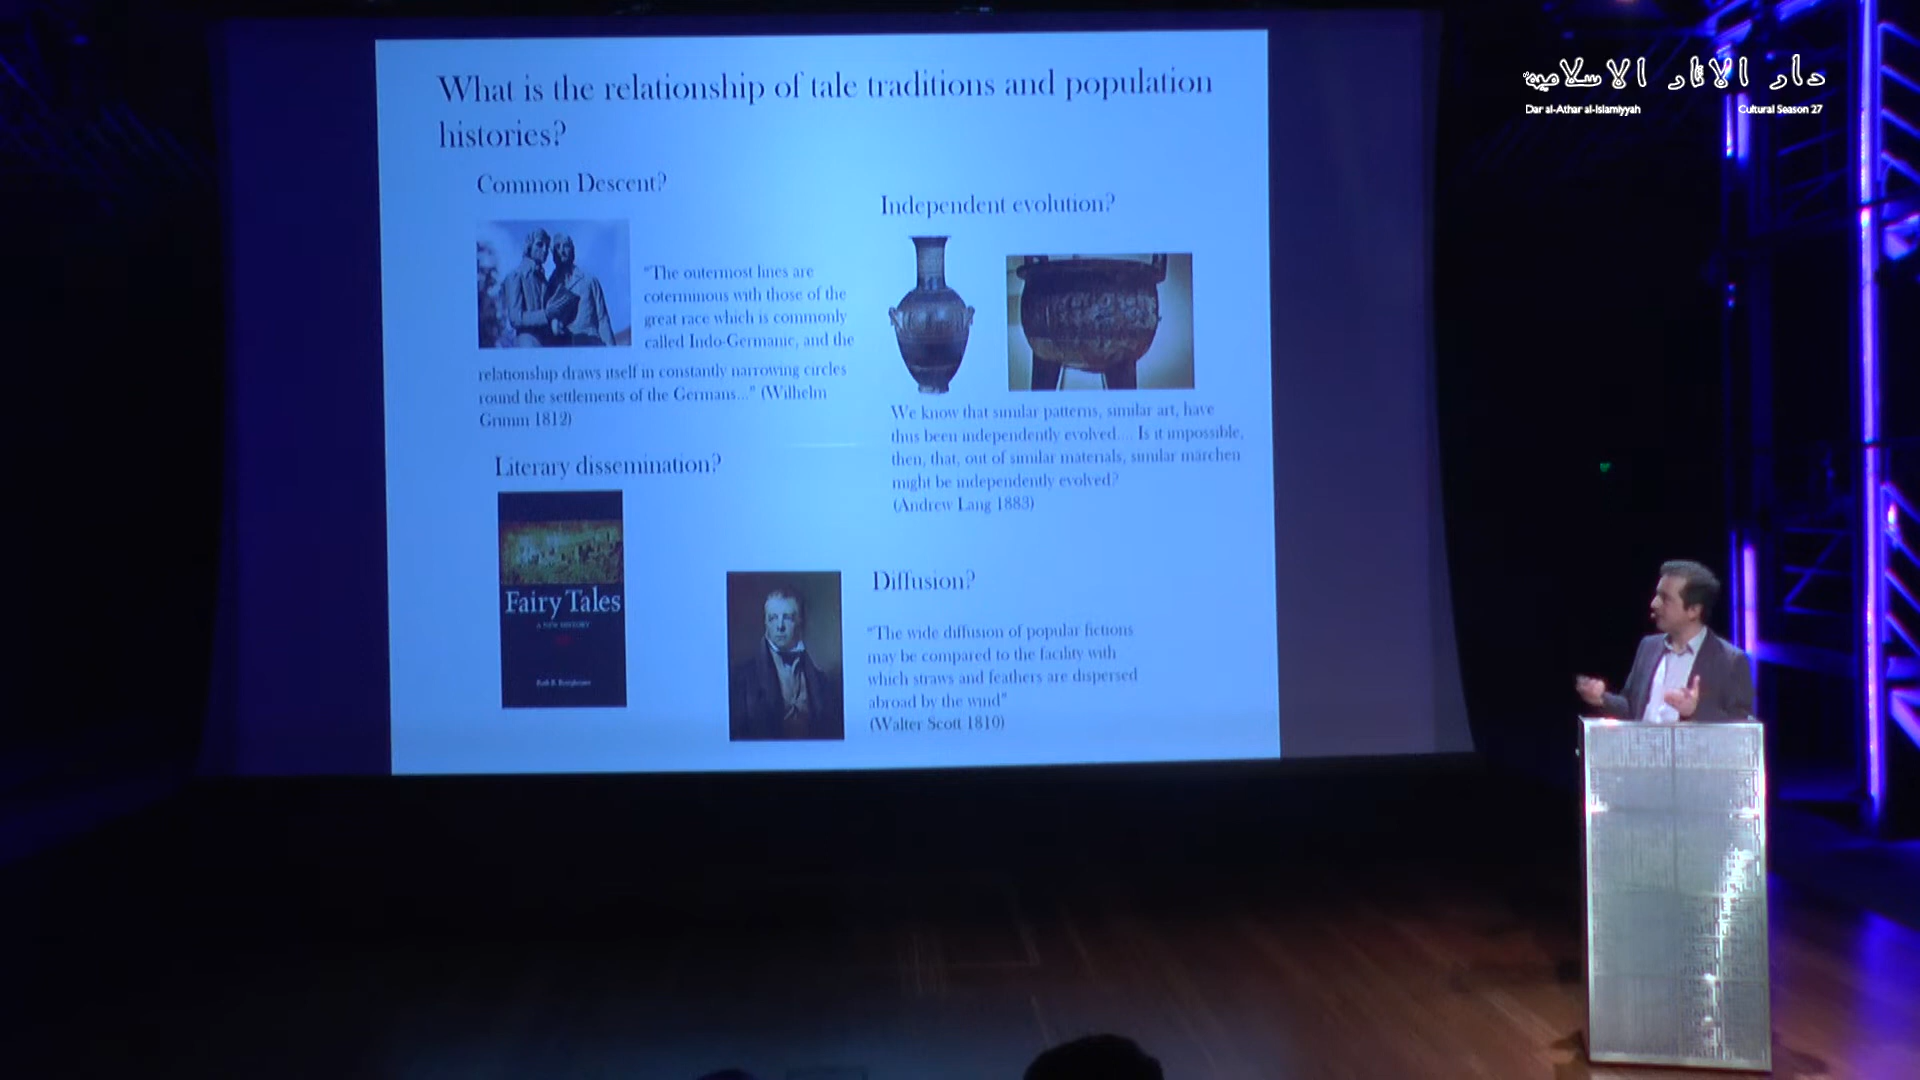 What is the relationship of tale traditions and population
histories?
Common Descent?
"The outermost lines are
coterminous with those of the
great race which is commonly
called Indo-Germanic, and the
relationship draws itself in constantly narrowing circles
round the settlements of the Germans..." (Wilhelm
Grimm 1812)
Independent evolution?
We know that similar patterns, similar art, have
thus been independently evolved.... Is it impossible,
then, that, out of similar materials, similar marchen
might be independently evolved?
(Andrew Lang 1883)
Literary dissemination?
Fairy Tales
A NEW HISTORY
Ruth B. Bottigheimer
Diffusion?
"The wide diffusion of popular fictions
may be compared to the facility with
which straws and feathers are dispersed
abroad by the wind"
(Walter Scott 1810)
دار الآثار الإسلامية
Dar al-Athar al-Islamiyyah
Cultural Season 27